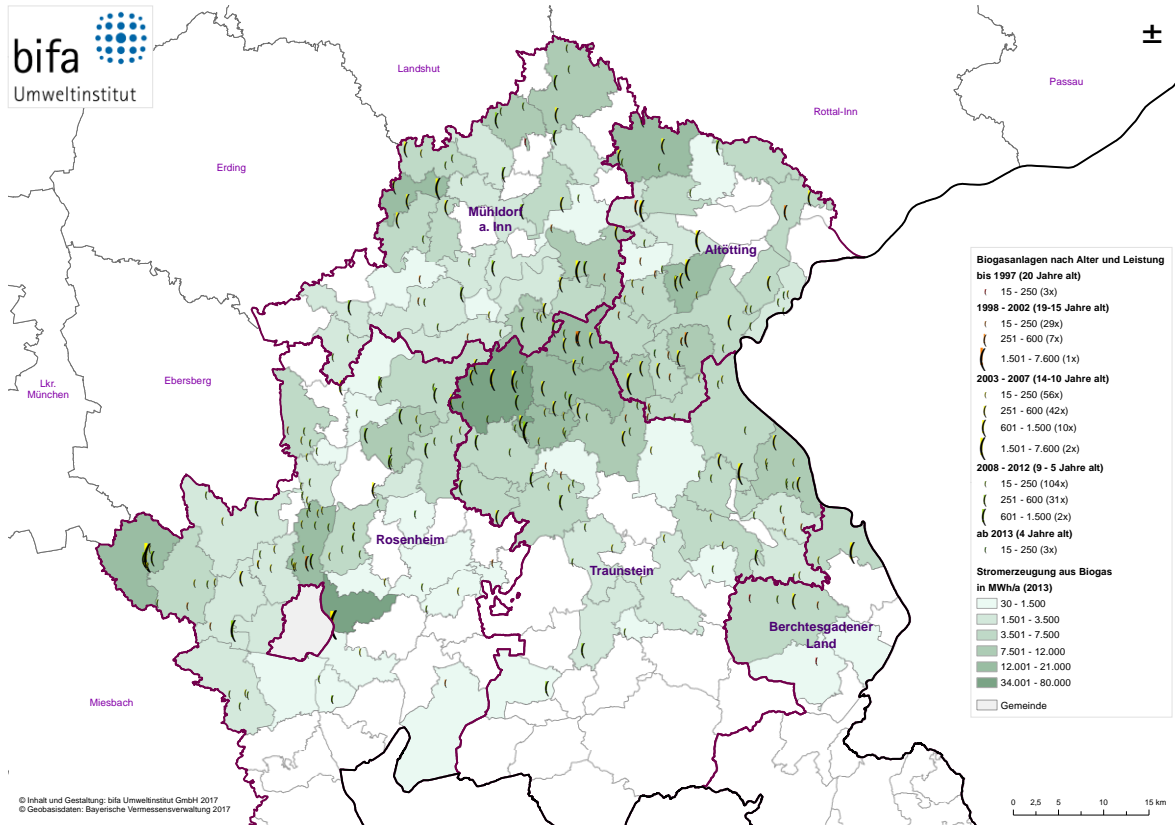 bifa
Umweltinstitut
±
Landshut
Passau
Rottal-Inn
Erding
Mühldorf
a. Inn
Altötting
Ebersberg
Lkr.
München
Rosenheim
Traunstein
Berchtesgadener
Land
Miesbach
Biogasanlagen nach Alter und Leistung
bis 1997 (20 Jahre alt)
15 - 250 (3x)
1998 - 2002 (19-15 Jahre alt)
15 - 250 (29x)
251 - 600 (7x)
1.501 - 7.600 (1x)
2003 - 2007 (14-10 Jahre alt)
15 - 250 (56x)
251 - 600 (42x)
601 - 1.500 (10x)
1.501 - 7.600 (2x)
2008 - 2012 (9 - 5 Jahre alt)
15 - 250 (104x)
251 - 600 (31x)
601 - 1.500 (2x)
ab 2013 (4 Jahre alt)
15 - 250 (3x)
Stromerzeugung aus Biogas
in MWh/a (2013)
30 - 1.500
1.501 - 3.500
3.501 - 7.500
7.501 - 12.000
12.001 - 21.000
34.001 - 80.000
Gemeinde
© Inhalt und Gestaltung: bifa Umweltinstitut GmbH 2017
© Geobasisdaten: Bayerische Vermessensverwaltung 2017
0 2,5 5 10 15 km